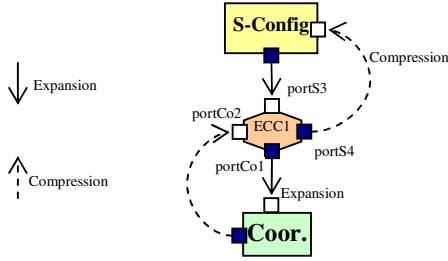 S-Config
Compression
Expansion
portS3
portCo2
ECC1
portS4
portCo1
Compression
Expansion
Coor.